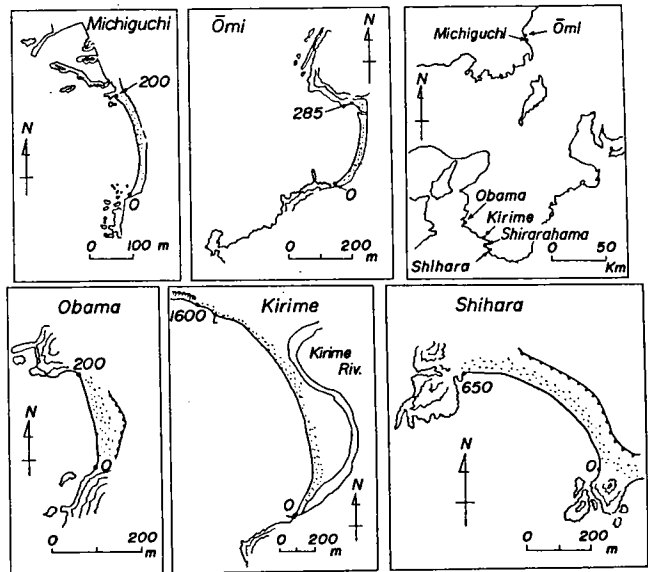 Michiguchi
200
N
0
0 100
m
Ōmi
N
285
0
0 200
m
Michiguchi Ōmi
N
Obama
Kirime
Shirarahama
Shihara
0 50
Km
Obama
200
N
0
0 200
m
Kirime
1600
Kirime
Riv.
N
0
0 200
m
Shihara
650
N
0
0 200
m